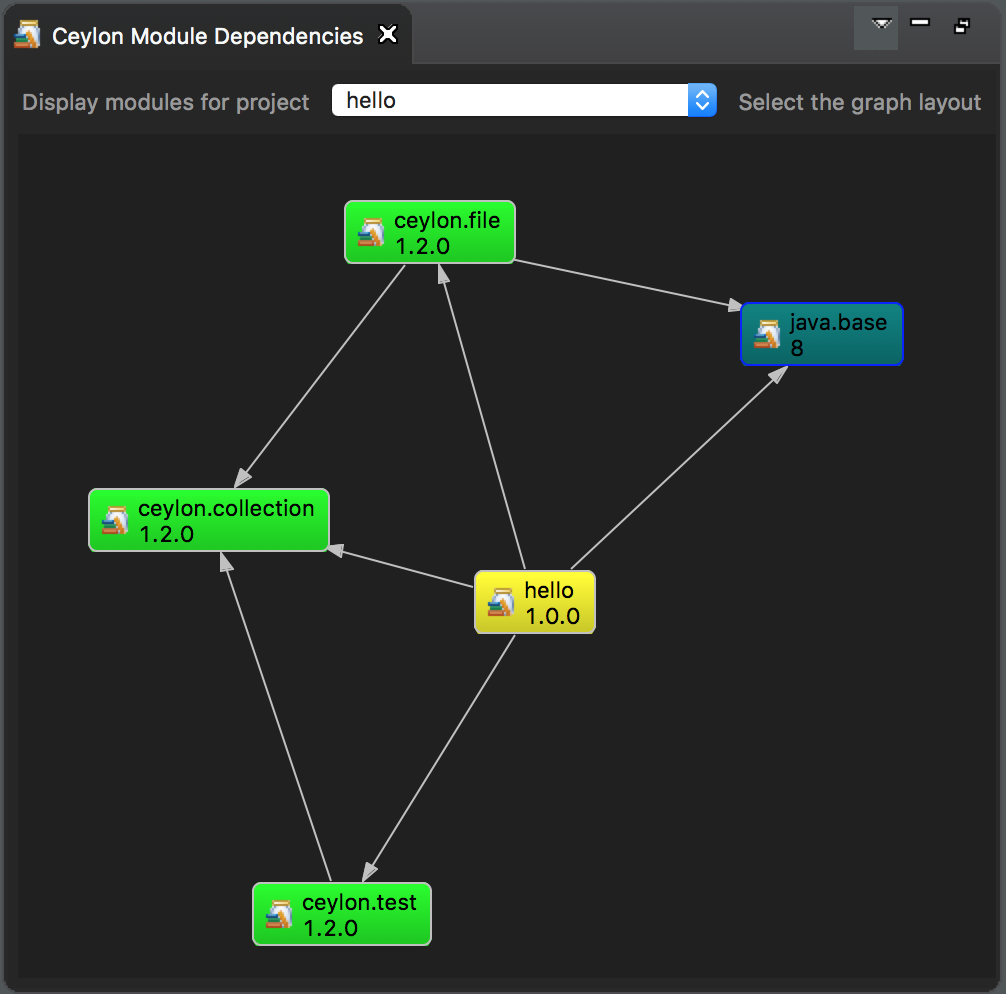 Ceylon Module Dependencies
Display modules for project hello Select the graph layout
ceylon.file
1.2.0
java.base
8
ceylon.collection
1.2.0
hello
1.0.0
ceylon.test
1.2.0